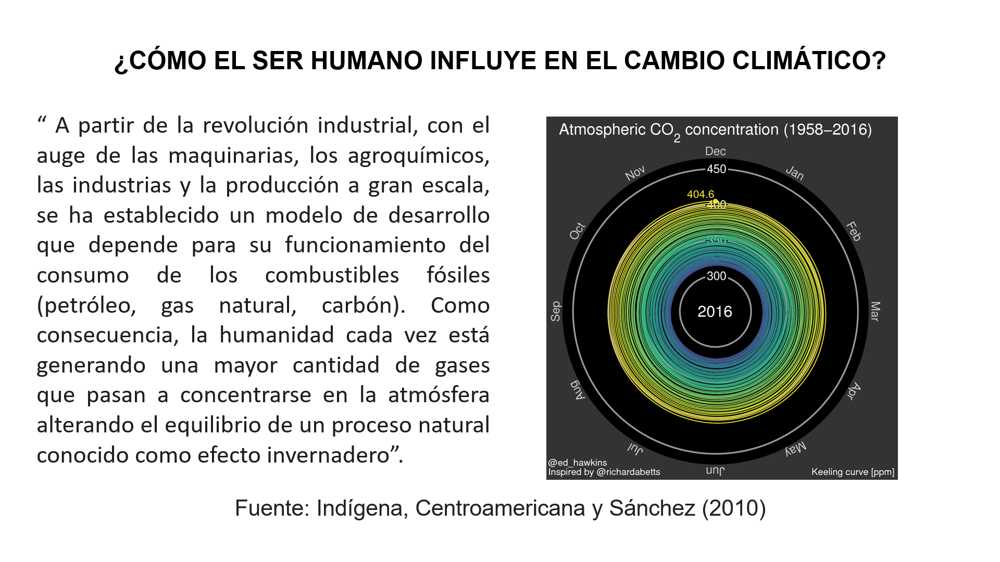 ¿CÓMO EL SER HUMANO INFLUYE EN EL CAMBIO CLIMÁTICO?
“ A partir de la revolución industrial, con el
auge de las maquinarias, los agroquímicos,
las industrias y la producción a gran escala,
se ha establecido un modelo de desarrollo
que depende para su funcionamiento del
consumo de los combustibles fósiles
(petróleo, gas natural, carbón). Como
consecuencia, la humanidad cada vez está
generando una mayor cantidad de gases
que pasan a concentrarse en la atmósfera
alterando el equilibrio de un proceso natural
conocido como efecto invernadero”.
Atmospheric CO2 concentration (1958–2016)
Dec
Jan
Feb
Mar
Apr
May
Jun
Jul
Aug
Sep
Oct
Nov
450
404.6
400
350
300
2016
@ed_hawkins
Inspired by @richardabetts
Keeling curve [ppm]
Fuente: Indígena, Centroamericana y Sánchez (2010)